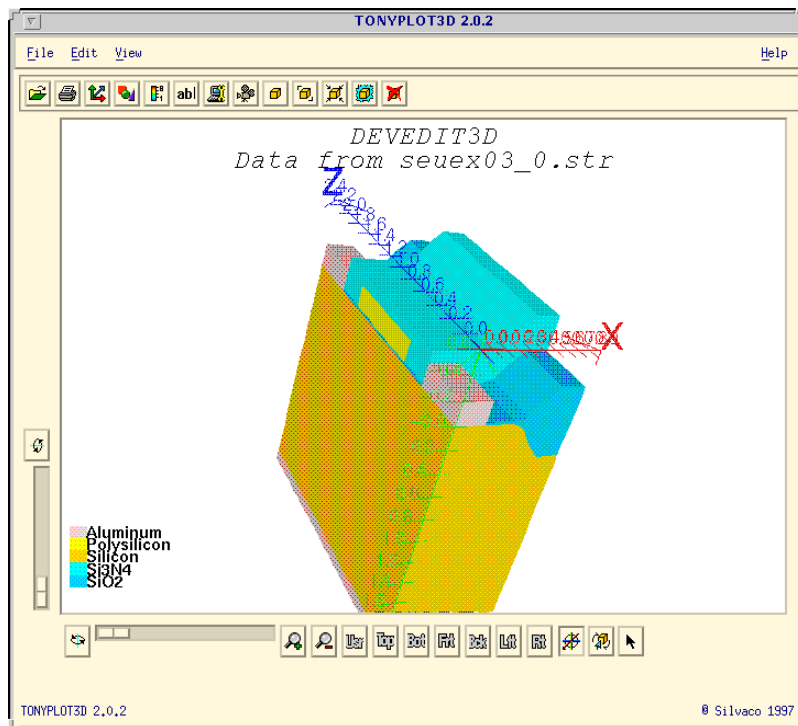 TONYPLOT3D 2.0.2
File Edit View Help
abl
DEVEDIT3D
Data from seuex03_0.str
Z
X
Aluminum
Polysilicon
Silicon
Si3N4
SiO2
Usr Top Bot Frt Bck Lft Rt
TONYPLOT3D 2.0.2 © Silvaco 1997